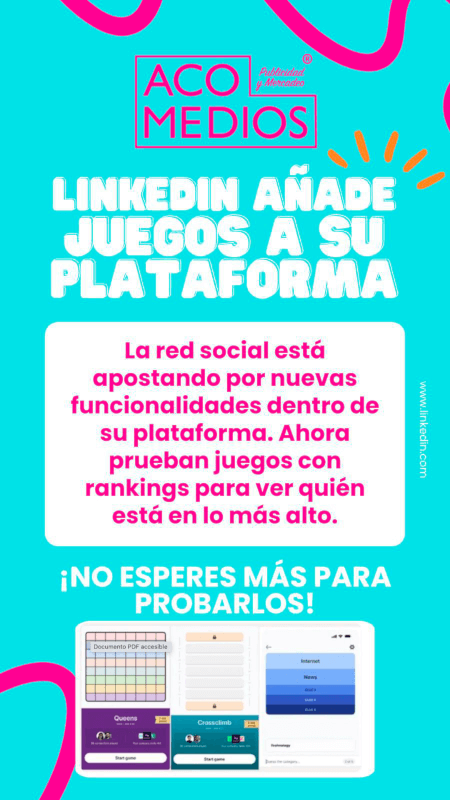 ACO
MEDIOS
Publicidad
y Mercadeo
®
LINKEDIN AÑADE
JUEGOS A SU
PLATAFORMA
La red social está
apostando por nuevas
funcionalidades dentro de
su plataforma. Ahora
prueban juegos con
rankings para ver quién
está en lo más alto.
www.linkedin.com
¡NO ESPERES MÁS PARA
PROBARLOS!
Documento PDF accesible
Queens
Start game
Crossclimb
Start game
Internet
News